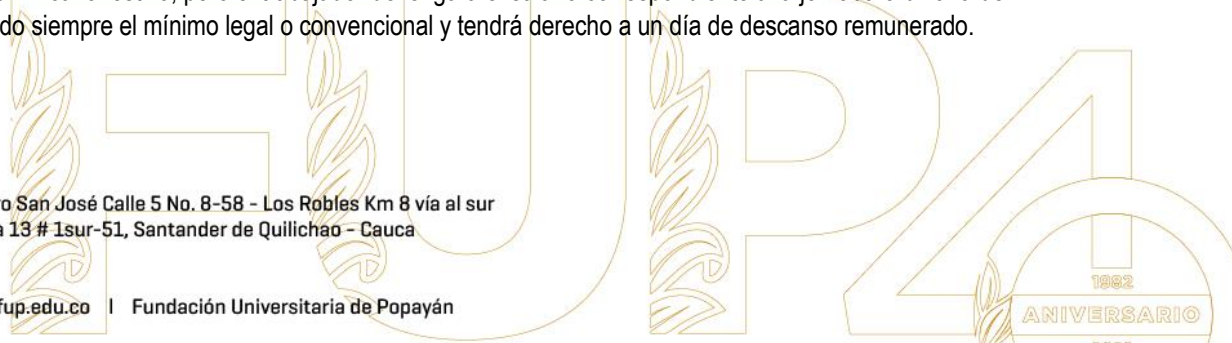 do siempre el mínimo legal o convencional y tendrá derecho a un día de descanso remunerado.
San José Calle 5 No. 8-58 - Los Robles Km 8 vía al sur
13 # 1sur-51, Santander de Quilichao - Cauca
fup.edu.co | Fundación Universitaria de Popayán
FUP4
1982
ANIVERSARIO